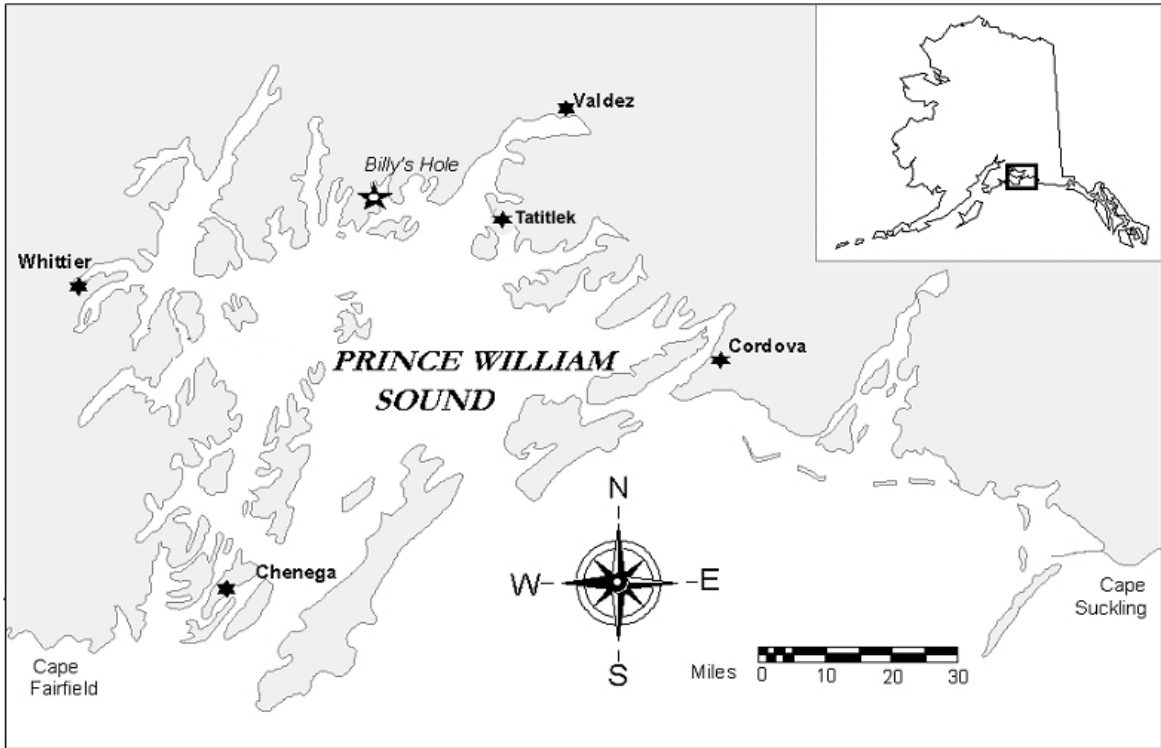 Valdez
Billy's Hole
Tatitlek
Whittier
Cordova
PRINCE WILLIAM
SOUND
N
W
E
S
Chenega
Cape
Suckling
Cape
Fairfield
Miles
0 10 20 30